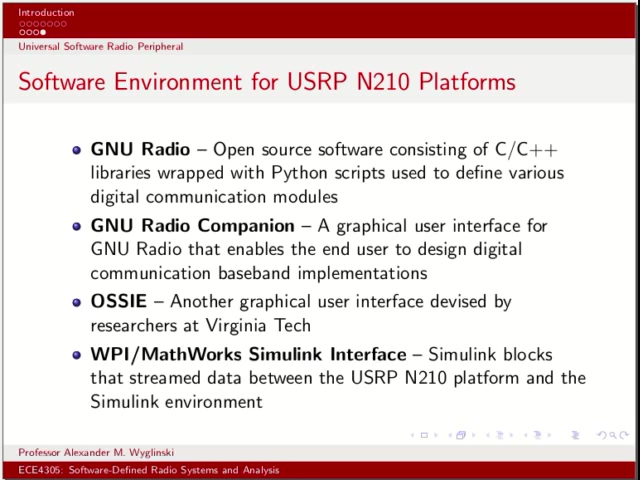 Introduction
Universal Software Radio Peripheral
Software Environment for USRP N210 Platforms
GNU Radio – Open source software consisting of C/C++
libraries wrapped with Python scripts used to define various
digital communication modules
GNU Radio Companion – A graphical user interface for
GNU Radio that enables the end user to design digital
communication baseband implementations
OSSIE – Another graphical user interface devised by
researchers at Virginia Tech
WPI/MathWorks Simulink Interface – Simulink blocks
that streamed data between the USRP N210 platform and the
Simulink environment
Professor Alexander M. Wyglinski
ECE4305: Software-Defined Radio Systems and Analysis